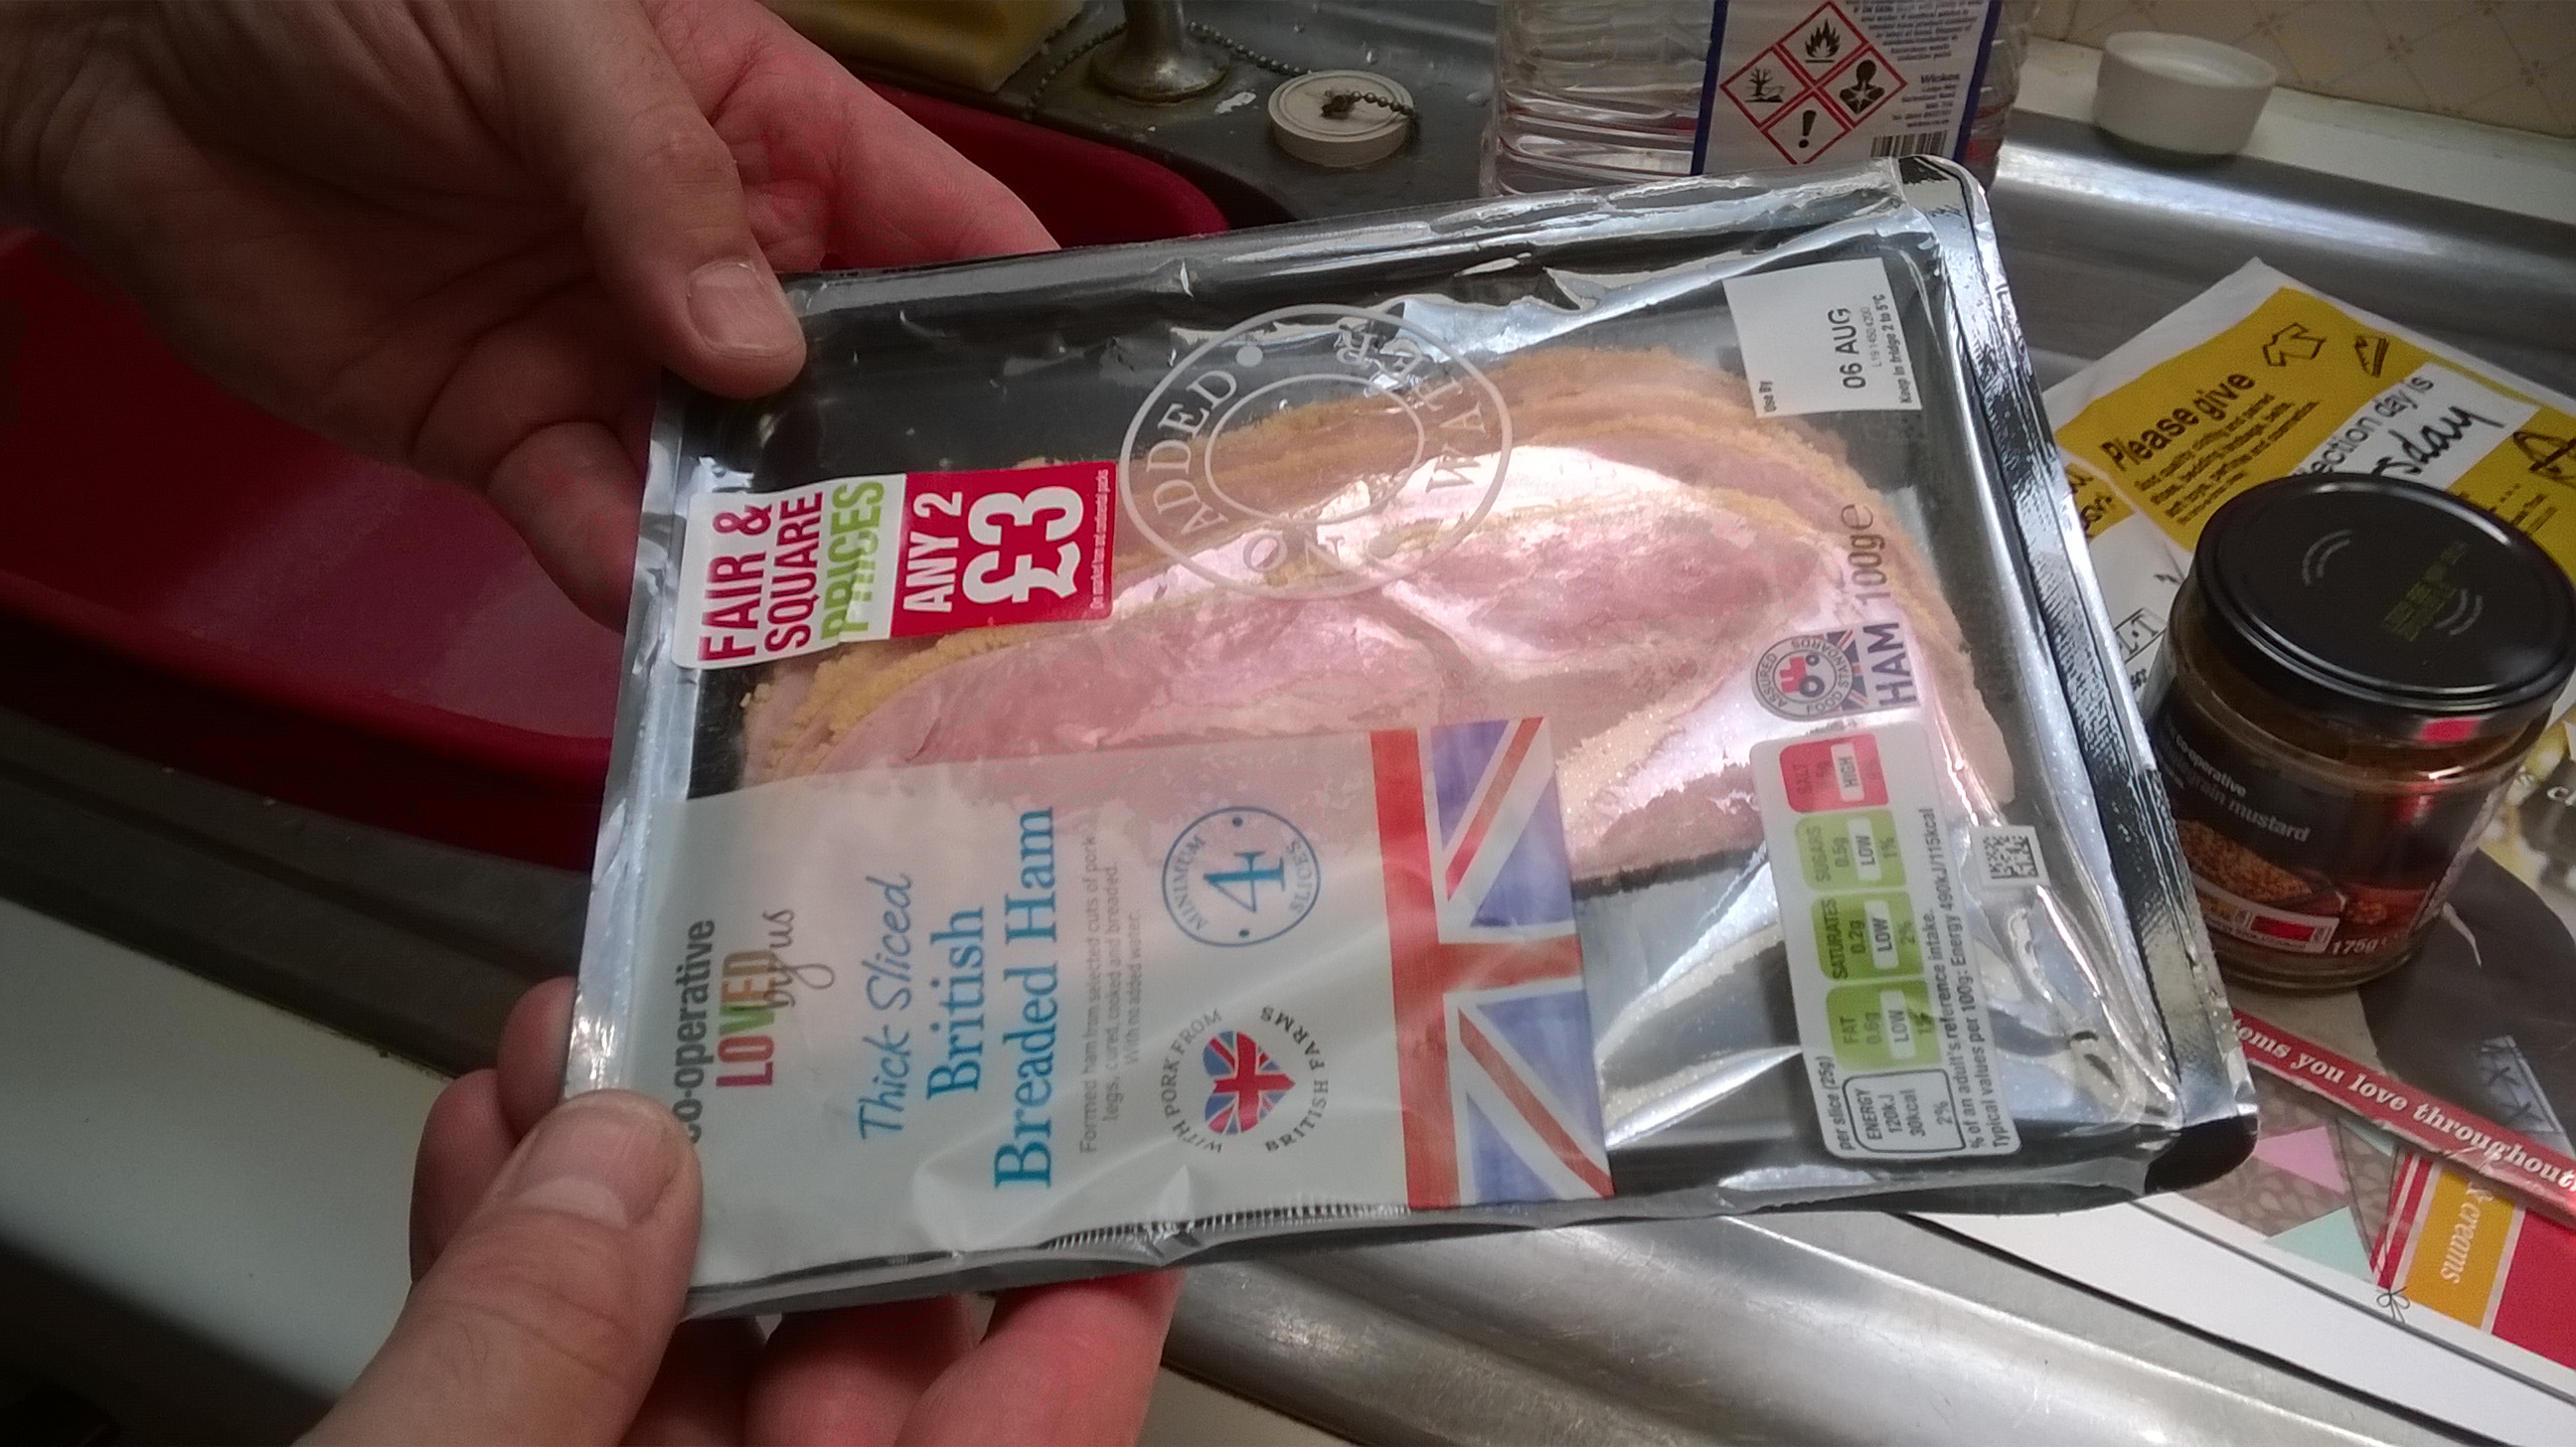 co-operative
LOVED
by us
Thick Sliced
British
Breaded Ham
Formed ham from selected cuts of pork
legs, cured, cooked and breaded.
With no added water.
MINIMUM
4
SLICES
WITH PORK FROM
BRITISH FARMS
FAIR &
SQUARE
PRICES
ANY 2
£3
ADDED
WATER
NO
Use By
06 AUG
Keep in fridge 2 to 5°C
ASSURED
FOOD STANDARDS
HAM 100g e
per slice (25g)
ENERGY
120kJ
30kcal
2%
FAT
0.6g
LOW
1%
SATURATES
0.2g
LOW
2%
SUGARS
0.5g
LOW
1%
SALT
HIGH
% of an adult's reference intake.
Typical values per 100g: Energy 490kJ/115kcal
Wickes
Please give
day is
co-operative
mustard
175g
you love throughout
& creams